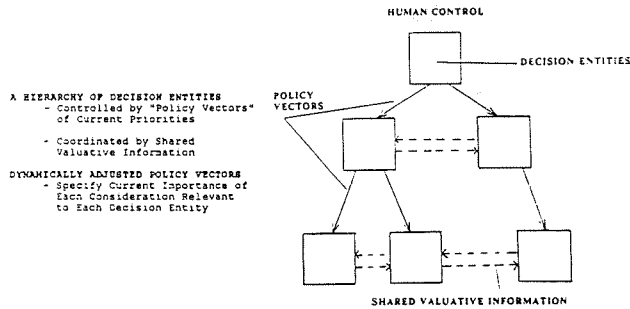 HUMAN CONTROL
DECISION ENTITIES
A HIERARCHY OF DECISION ENTITIES
- Controlled by "Policy Vectors"
of Current Priorities
- Coordinated by Shared
Valuative Information
DYNAMICALLY ADJUSTED POLICY VECTORS
- Specify Current Importance of
Each Consideration Relevant
to Each Decision Entity
POLICY
VECTORS
SHARED VALUATIVE INFORMATION